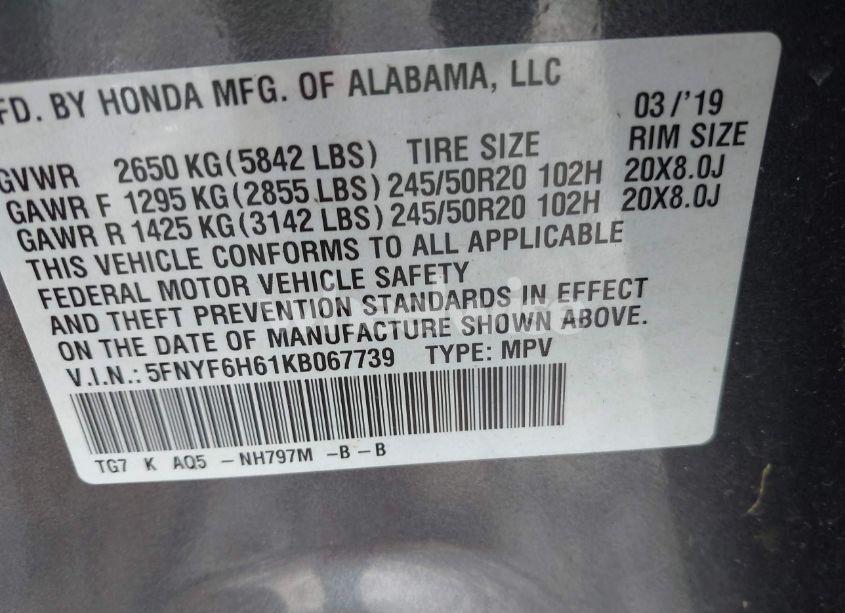 FD. BY HONDA MFG. OF ALABAMA, LLC 03/'19
GVWR 2650 KG(5842 LBS) TIRE SIZE RIM SIZE
GAWR F 1295 KG(2855 LBS) 245/50R20 102H 20X8.0J
GAWR R 1425 KG(3142 LBS) 245/50R20 102H 20X8.0J
THIS VEHICLE CONFORMS TO ALL APPLICABLE
FEDERAL MOTOR VEHICLE SAFETY
AND THEFT PREVENTION STANDARDS IN EFFECT
ON THE DATE OF MANUFACTURE SHOWN ABOVE.
V.I.N.: 5FNYF6H61KB067739 TYPE: MPV
TG7 K AQ5 -NH797M -B-B